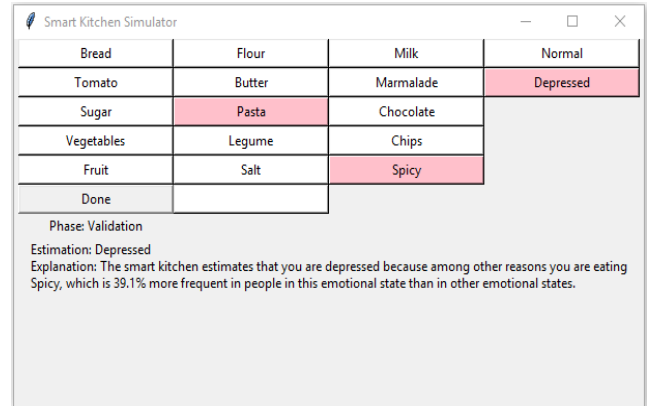 Smart Kitchen Simulator
Bread Flour Milk Normal
Tomato Butter Marmalade Depressed
Sugar Pasta Chocolate
Vegetables Legume Chips
Fruit Salt Spicy
Done
Phase: Validation
Estimation: Depressed
Explanation: The smart kitchen estimates that you are depressed because among other reasons you are eating
Spicy, which is 39.1% more frequent in people in this emotional state than in other emotional states.